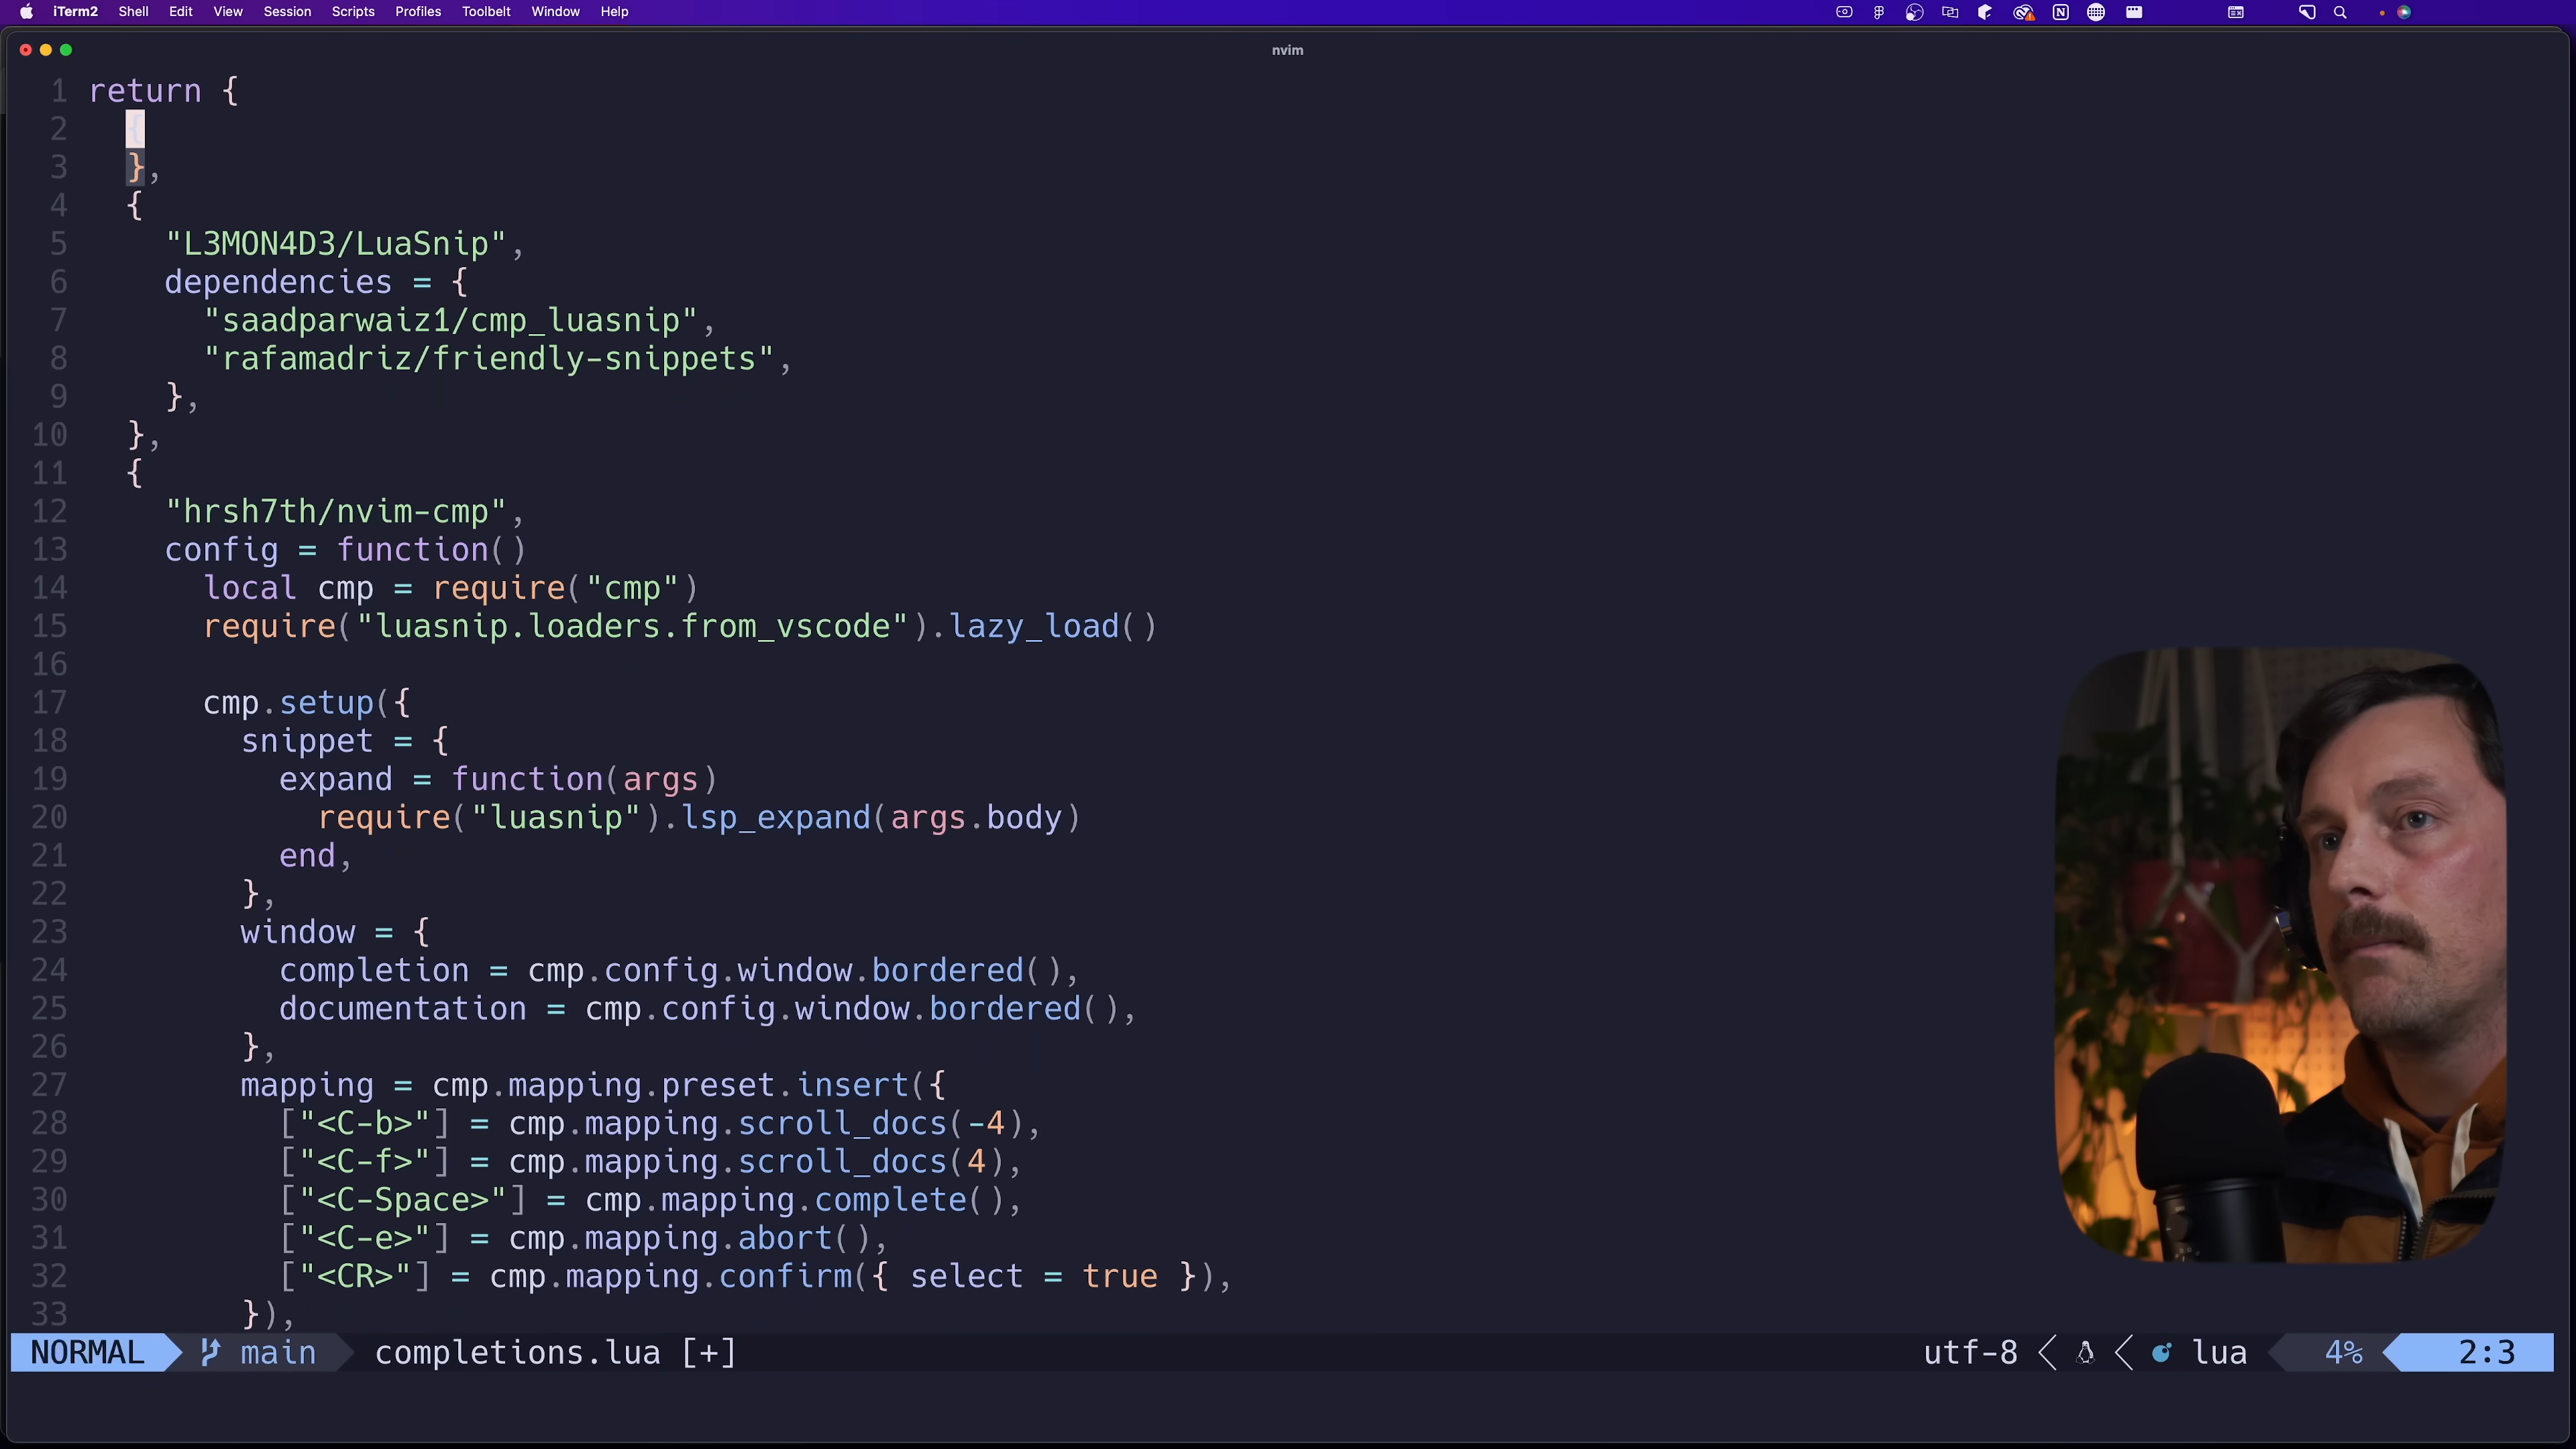 iTerm2 Shell Edit View Session Scripts Profiles Toolbelt Window Help
nvim
1 return {
2 {
3 },
4 {
5 "L3MON4D3/LuaSnip",
6 dependencies = {
7 "saadparwaiz1/cmp_luasnip",
8 "rafamadriz/friendly-snippets",
9 },
10 },
11 {
12 "hrsh7th/nvim-cmp",
13 config = function()
14 local cmp = require("cmp")
15 require("luasnip.loaders.from_vscode").lazy_load()
16
17 cmp.setup({
18 snippet = {
19 expand = function(args)
20 require("luasnip").lsp_expand(args.body)
21 end,
22 },
23 window = {
24 completion = cmp.config.window.bordered(),
25 documentation = cmp.config.window.bordered(),
26 },
27 mapping = cmp.mapping.preset.insert({
28 ["<C-b>"] = cmp.mapping.scroll_docs(-4),
29 ["<C-f>"] = cmp.mapping.scroll_docs(4),
30 ["<C-Space>"] = cmp.mapping.complete(),
31 ["<C-e>"] = cmp.mapping.abort(),
32 ["<CR>"] = cmp.mapping.confirm({ select = true }),
33 }),
NORMAL main completions.lua [+] utf-8 lua 4% 2:3